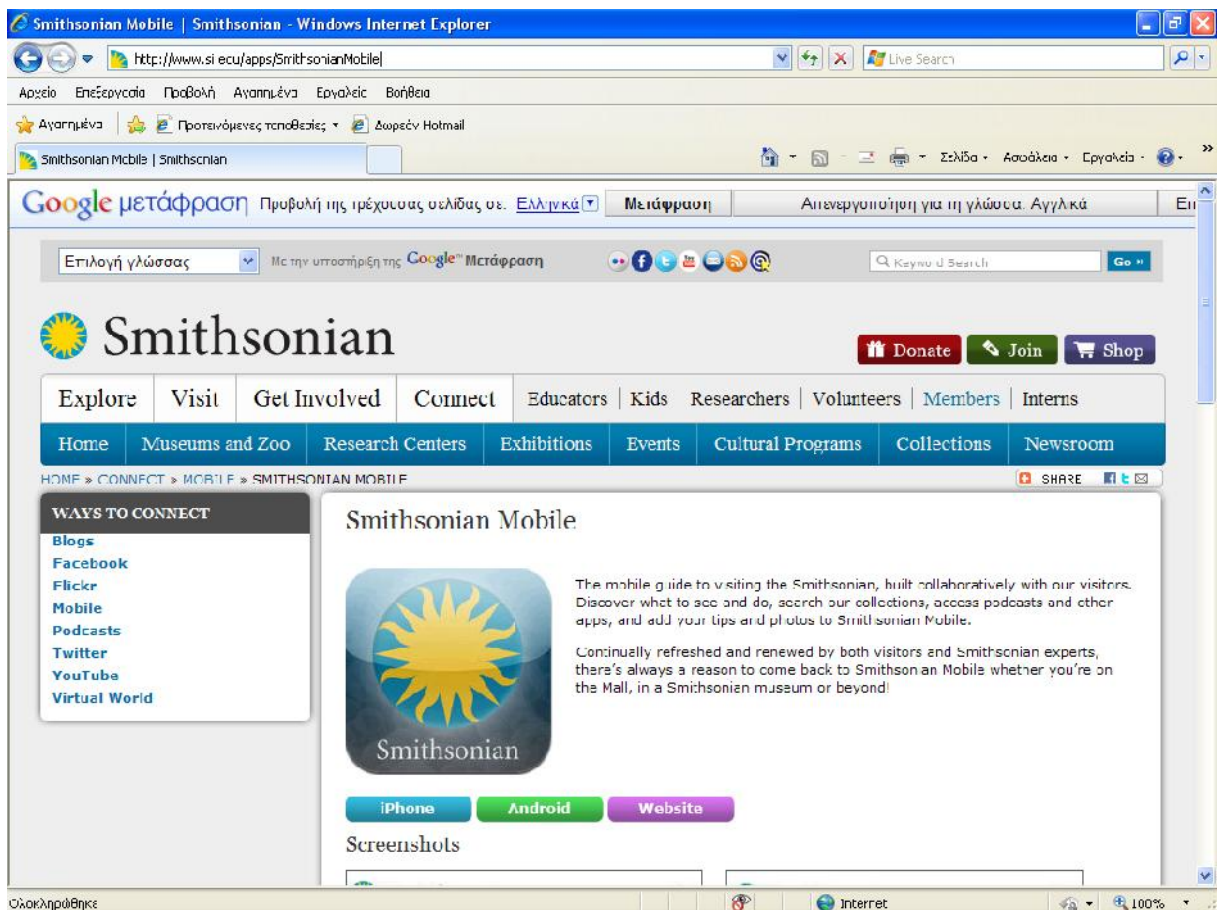 Smithsonian Mobile | Smithsonian - Windows Internet Explorer
http://www.si ecu/apps/SmithsonianMobile
Live Search
Αρχείο Επεξεργασία Προβολή Αγαπημένα Εργαλεία Βοήθεια
Αγαπημένα Προτεινόμενες τοποθεσίες Δωρεάν Hotmail
Smithsonian Mobile | Smithsonian
Σελίδα Ασφάλεια Εργαλεία
Google μετάφραση Προβολή της τρέχουσας σελίδας σε: Ελληνικά Μετάφραση Απενεργοποίηση για τη γλώσσα: Αγγλικά
Επιλογή γλώσσας Με την υποστήριξη της Google™ Μετάφραση
Keyword Search Go »
Smithsonian
Donate Join Shop
Explore Visit Get Involved Connect Educators | Kids Researchers | Volunteers | Members | Interns
Home Museums and Zoo Research Centers Exhibitions Events Cultural Programs Collections Newsroom
HOME » CONNECT » MOBILE » SMITHSONIAN MOBILE
SHARE
WAYS TO CONNECT
Blogs
Facebook
Flickr
Mobile
Podcasts
Twitter
YouTube
Virtual World
Smithsonian Mobile
Smithsonian
The mobile guide to visiting the Smithsonian, built collaboratively with our visitors.
Discover what to see and do, search our collections, access podcasts and other
apps, and add your tips and photos to Smithsonian Mobile.
Continually refreshed and renewed by both visitors and Smithsonian experts,
there's always a reason to come back to Smithsonian Mobile whether you're on
the Mall, in a Smithsonian museum or beyond!
iPhone Android Website
Screenshots
Ολοκληρώθηκε
Internet
100%